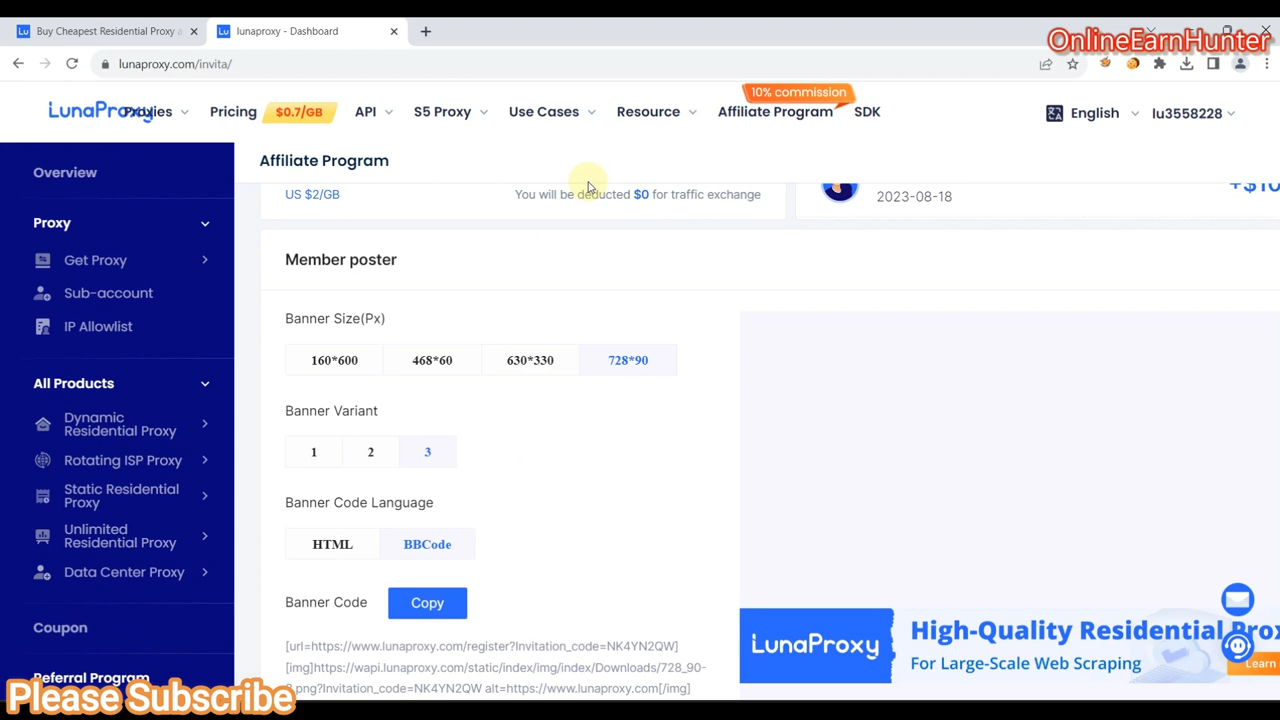 Buy Cheapest Residential Proxy
lunaproxy - Dashboard
OnlineEarnHunter
lunaproxy.com/invita/
10% commission
LunaProxy
Proxies
Pricing
$0.7/GB
API
S5 Proxy
Use Cases
Resource
Affiliate Program
SDK
English
lu3558228
Overview
Proxy
Get Proxy
Sub-account
IP Allowlist
All Products
Dynamic
Residential Proxy
Rotating ISP Proxy
Static Residential
Proxy
Unlimited
Residential Proxy
Data Center Proxy
Coupon
Referral Program
Please Subscribe
Affiliate Program
US $2/GB
You will be deducted $0 for traffic exchange
2023-08-18
Member poster
Banner Size(Px)
160*600
468*60
630*330
728*90
Banner Variant
1
2
3
Banner Code Language
HTML
BBCode
Banner Code
Copy
[url=https://www.lunaproxy.com/register?Invitation_code=NK4YN2QW]
[img]https://wapi.lunaproxy.com/static/index/img/index/Downloads/728_90-
.png?Invitation_code=NK4YN2QW alt=https://www.lunaproxy.com[/img]
LunaProxy
High-Quality Residential
For Large-Scale Web Scraping
Learn